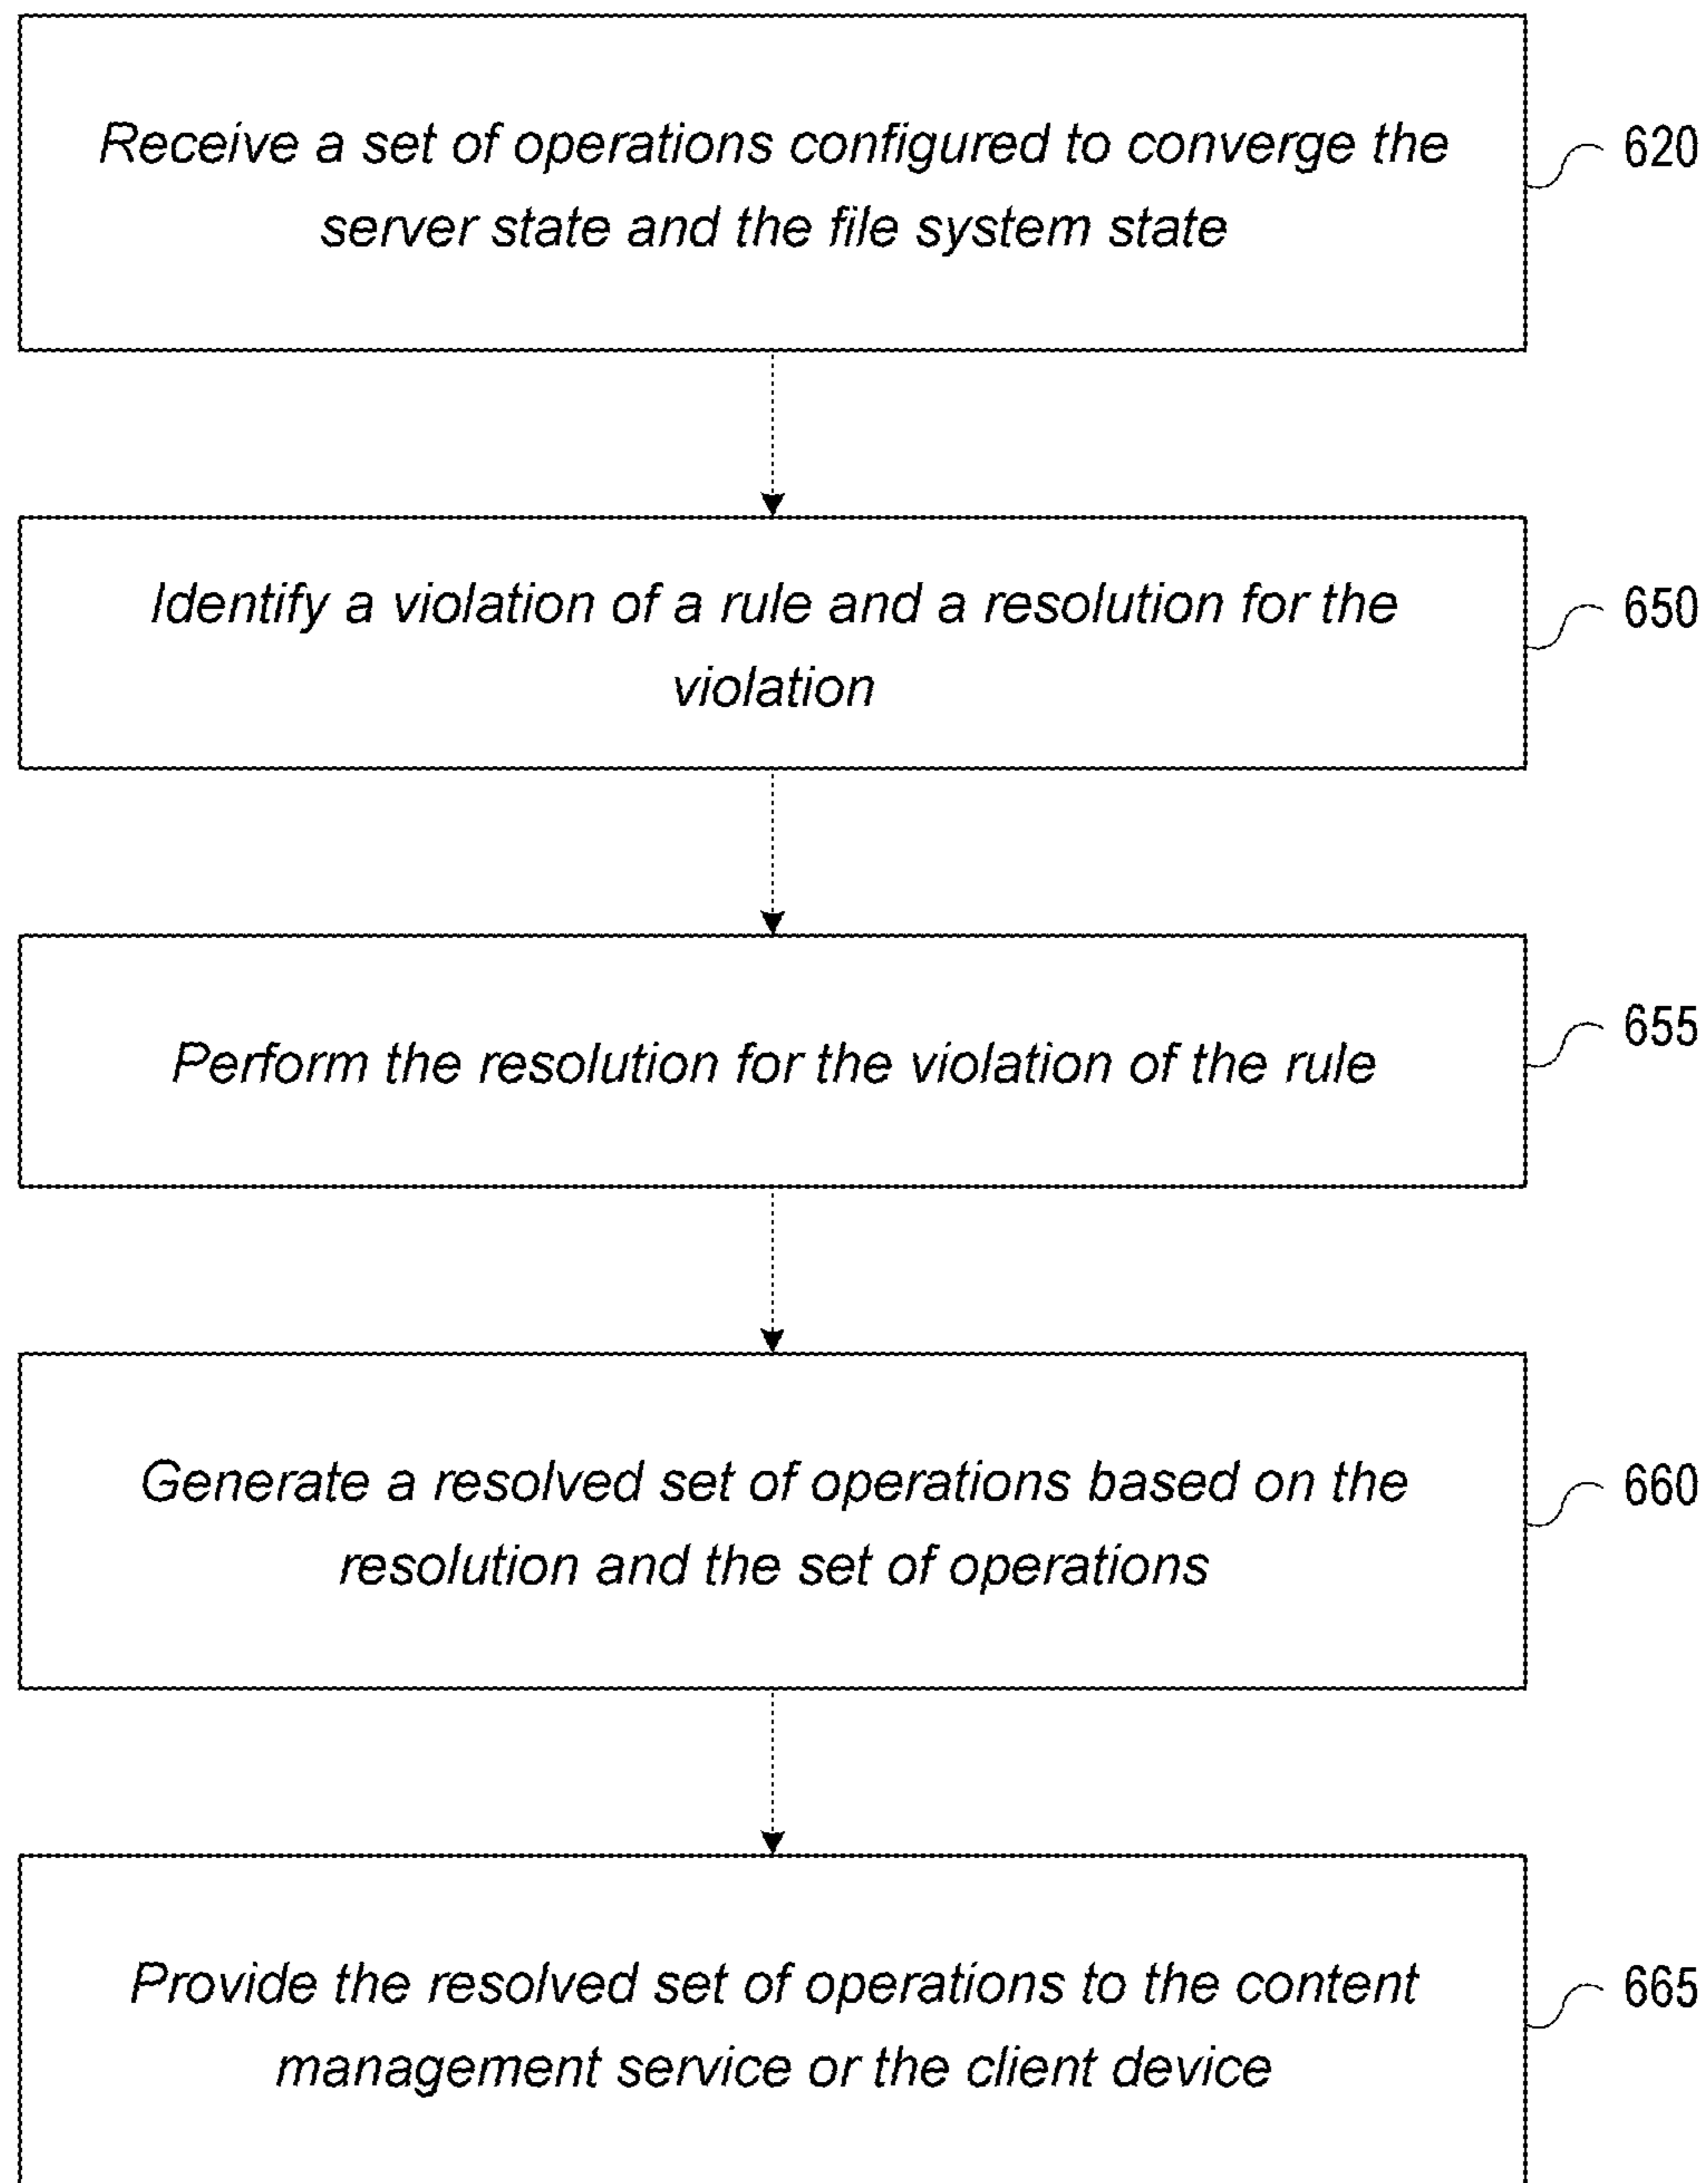 Receive a set of operations configured to converge the
server state and the file system state
620
Identify a violation of a rule and a resolution for the
violation
650
Perform the resolution for the violation of the rule
655
Generate a resolved set of operations based on the
resolution and the set of operations
660
Provide the resolved set of operations to the content
management service or the client device
665